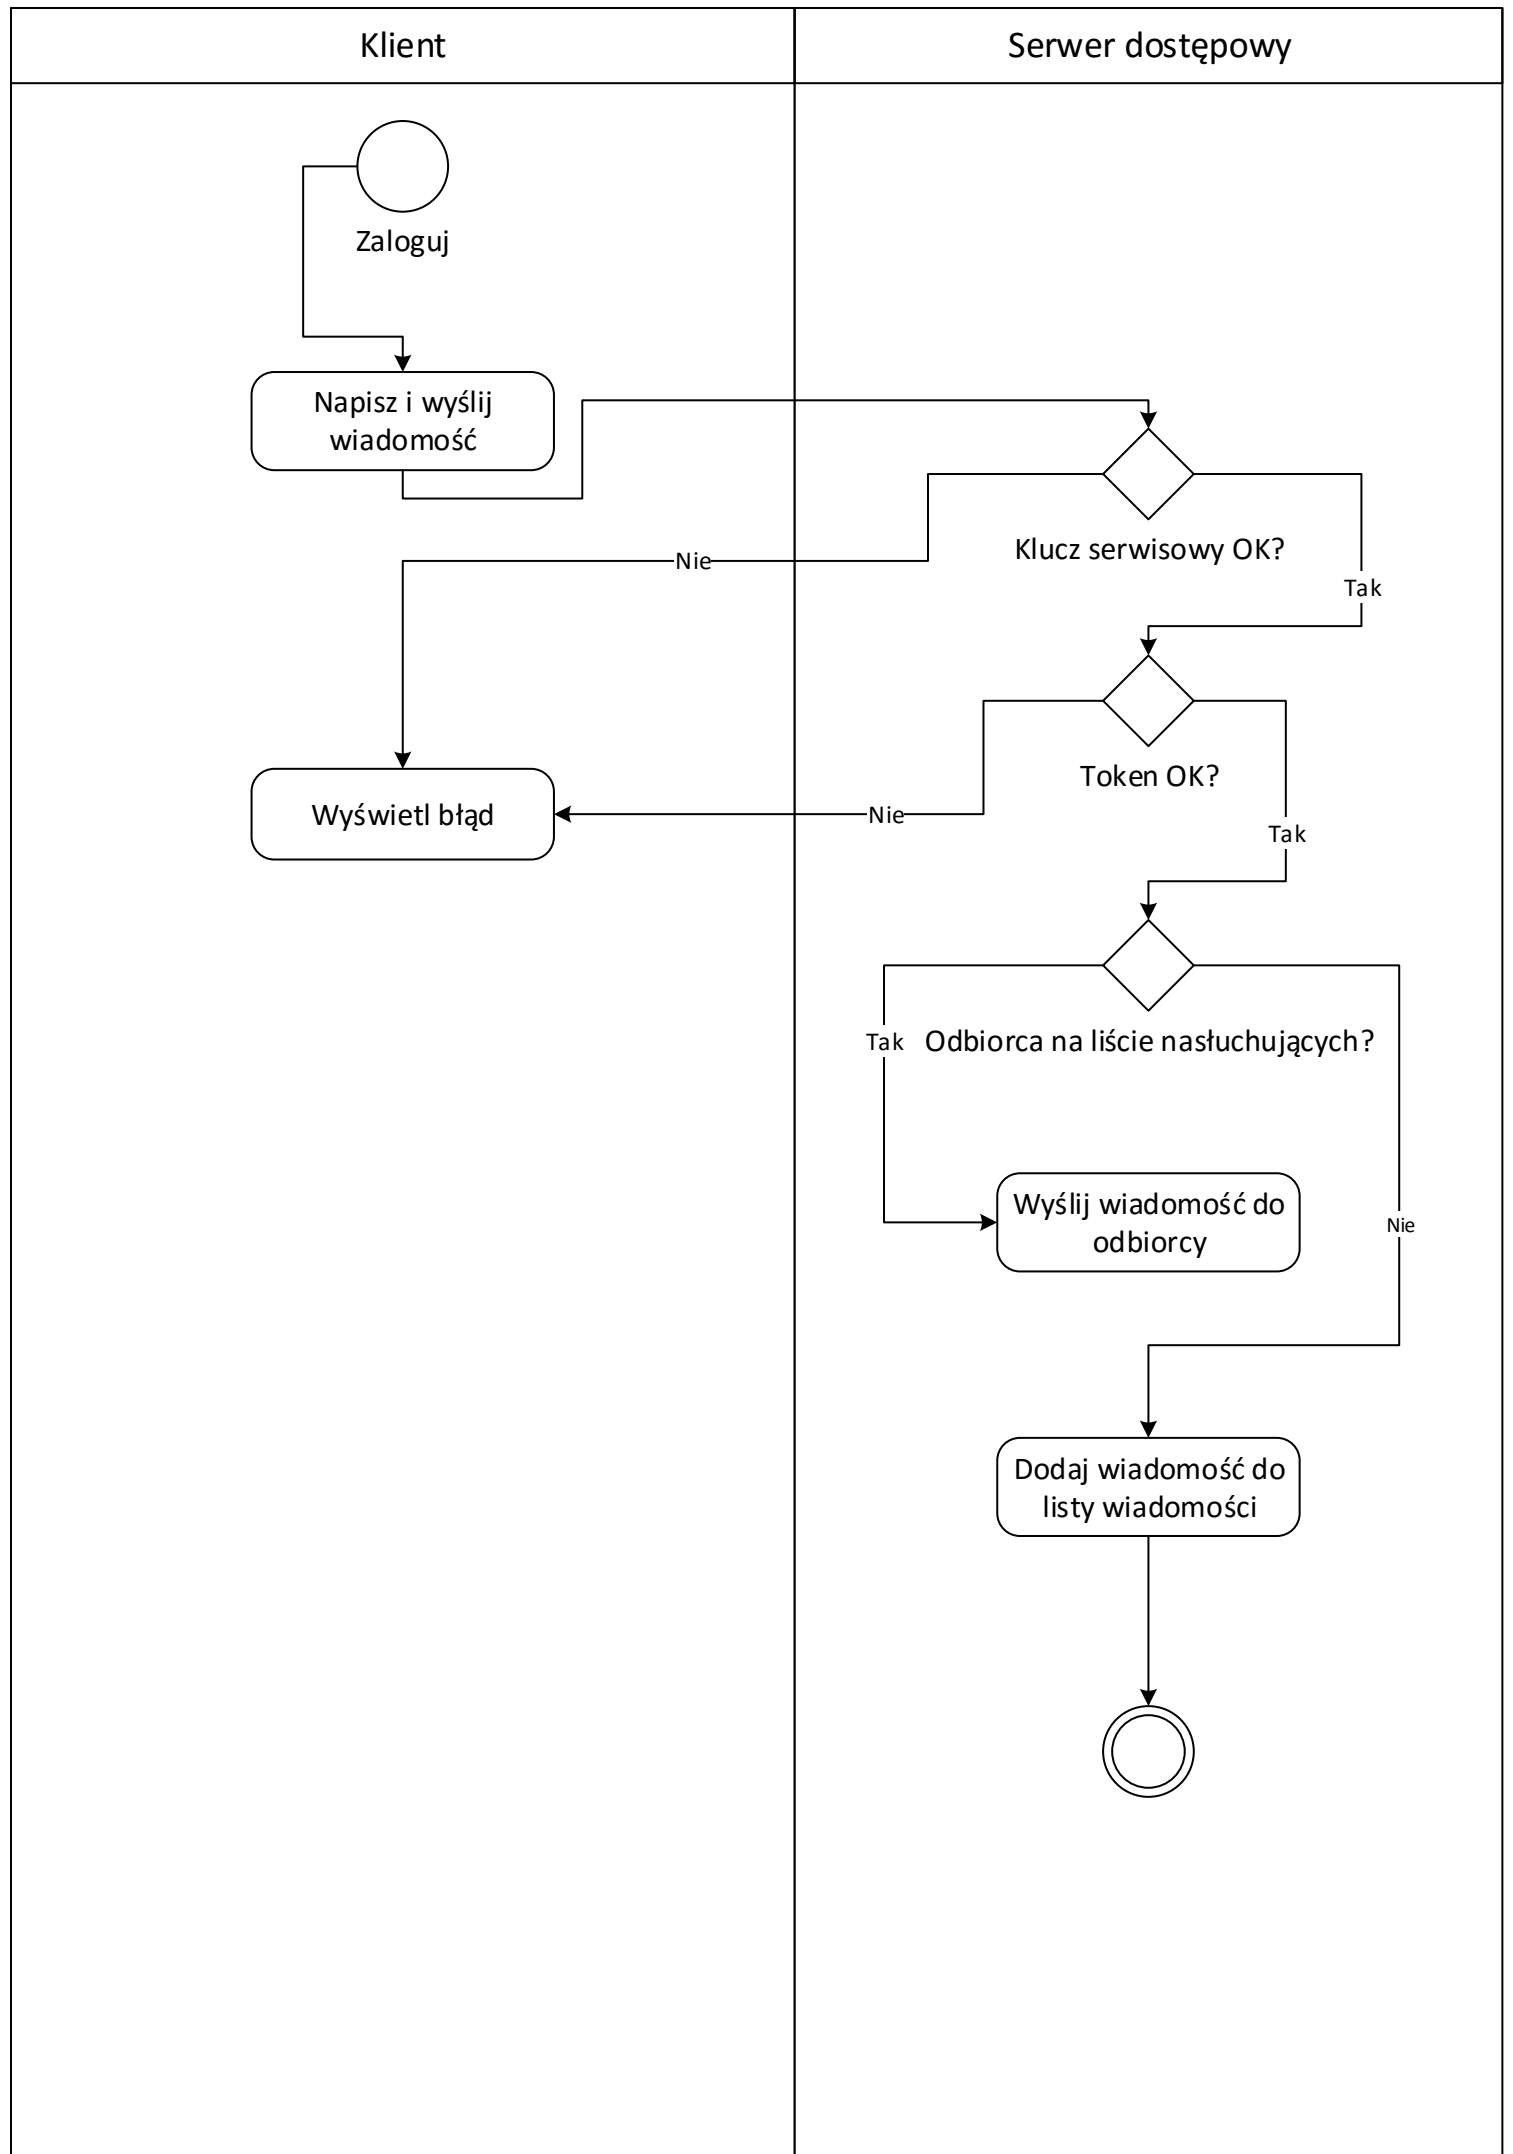 Klient
Serwer dostępowy
Zaloguj
Napisz i wyślij
wiadomość
Klucz serwisowy OK?
Nie
Tak
Token OK?
Wyświetl błąd
Nie
Tak
Tak
Odbiorca na liście nasłuchujących?
Wyślij wiadomość do
odbiorcy
Nie
Dodaj wiadomość do
listy wiadomości